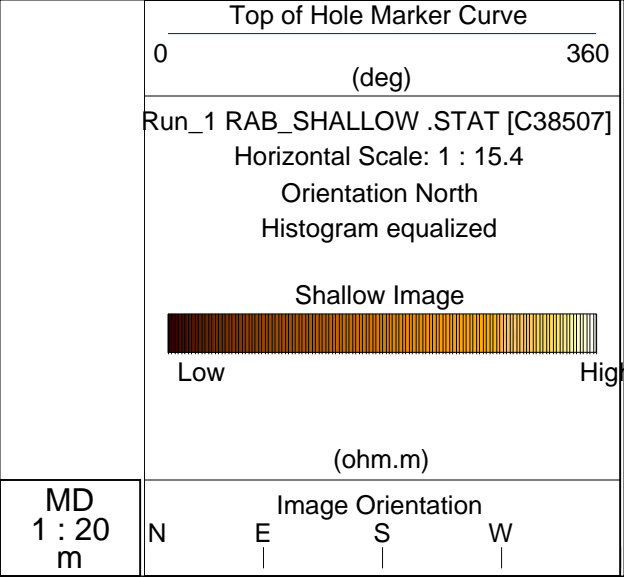 Top of Hole Marker Curve
0 360
(deg)
Run_1 RAB_SHALLOW .STAT [C38507]
Horizontal Scale: 1 : 15.4
Orientation North
Histogram equalized
Shallow Image
Low High
(ohm.m)
MD
1 : 20
m
Image Orientation
N E S W